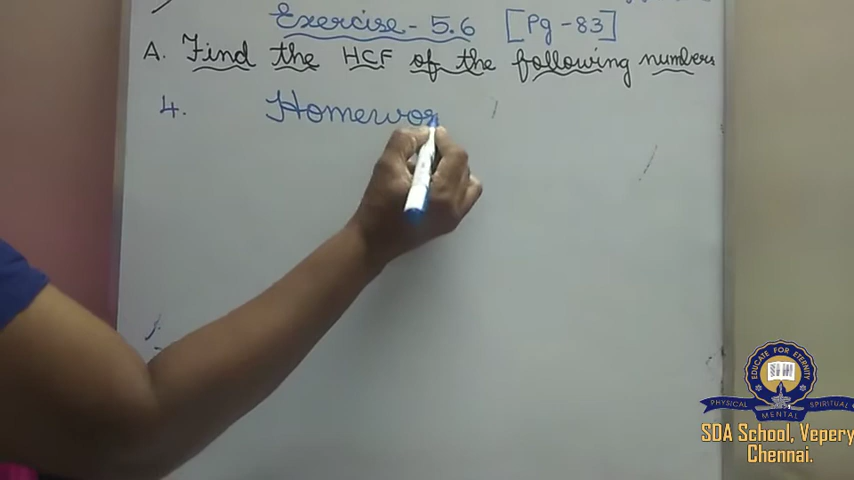 Exercise - 5.6 [Pg - 83]
A. Find the HCF of the following numbers
4. Homewor
EDUCATE FOR ETERNITY
PHYSICAL MENTAL SPIRITUAL
SDA School, Vepery
Chennai.